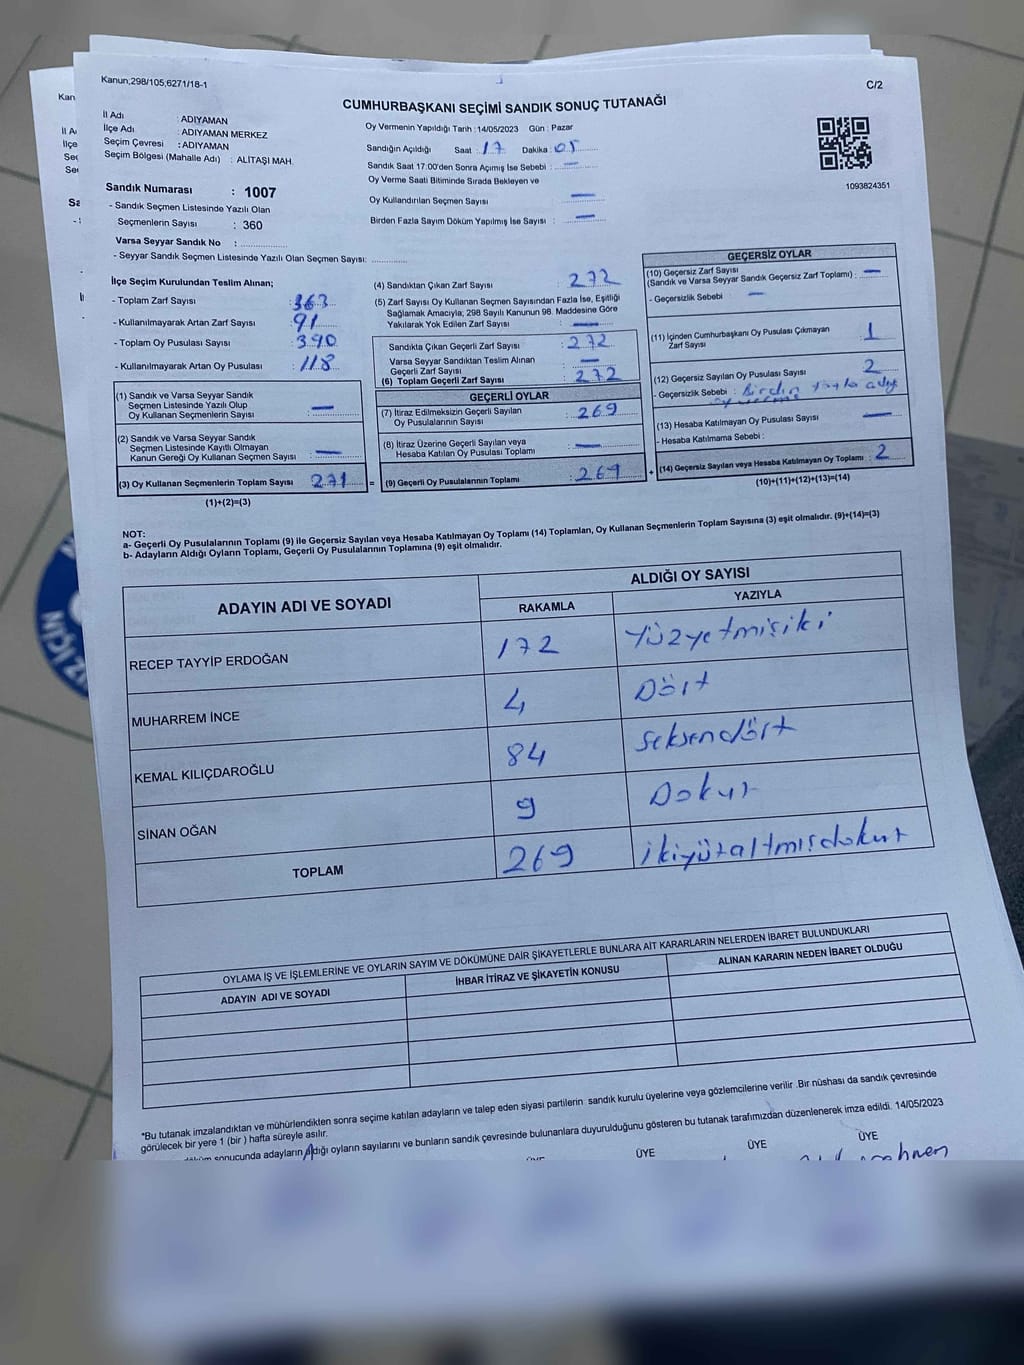 Kanun,298/105,6271/18-1
C/2
CUMHURBAŞKANI SEÇİMİ SANDIK SONUÇ TUTANAĞI
İl Adı : ADIYAMAN
İlçe Adı : ADIYAMAN MERKEZ
Seçim Çevresi : ADIYAMAN
Seçim Bölgesi (Mahalle Adı) : ALITAŞI MAH.
Sandık Numarası : 1007
- Sandık Seçmen Listesinde Yazılı Olan
Seçmenlerin Sayısı : 360
Varsa Seyyar Sandık No :
- Seyyar Sandık Seçmen Listesinde Yazılı Olan Seçmen Sayısı:
Oy Vermenin Yapıldığı Tarih :14/05/2023 Gün : Pazar
Sandığın Açıldığı Saat : 17 Dakika : 05
Sandık Saat 17.00'den Sonra Açımış İse Sebebi : —
Oy Verme Saati Bitiminde Sırada Bekleyen ve
Oy Kullandırılan Seçmen Sayısı —
Birden Fazla Sayım Döküm Yapılmış İse Sayısı : —
1093824351
İlçe Seçim Kurulundan Teslim Alınan;
- Toplam Zarf Sayısı : 363
- Kullanılmayarak Artan Zarf Sayısı : 91
- Toplam Oy Pusulası Sayısı : 390
- Kullanılmayarak Artan Oy Pusulası : 118
(1) Sandık ve Varsa Seyyar Sandık
Seçmen Listesinde Yazılı Olup
Oy Kullanan Seçmenlerin Sayısı : —
(2) Sandık ve Varsa Seyyar Sandık
Seçmen Listesinde Kayıtlı Olmayan
Kanun Gereği Oy Kullanan Seçmen Sayısı : —
(3) Oy Kullanan Seçmenlerin Toplam Sayısı 271
(1)+(2)=(3)
(4) Sandıktan Çıkan Zarf Sayısı : 272
(5) Zarf Sayısı Oy Kullanan Seçmen Sayısından Fazla İse, Eşitliği
Sağlamak Amacıyla; 298 Sayılı Kanunun 98. Maddesine Göre
Yakılarak Yok Edilen Zarf Sayısı : —
Sandıkta Çıkan Geçerli Zarf Sayısı : 272
Varsa Seyyar Sandıktan Teslim Alınan
Geçerli Zarf Sayısı : —
(6) Toplam Geçerli Zarf Sayısı : 272
GEÇERLİ OYLAR
(7) İtiraz Edilmeksizin Geçerli Sayılan
Oy Pusulalarının Sayısı : 269
(8) İtiraz Üzerine Geçerli Sayılan veya
Hesaba Katılan Oy Pusulası Toplamı : —
= (9) Geçerli Oy Pusulalarının Toplamı : 269
GEÇERSİZ OYLAR
(10) Geçersiz Zarf Sayısı
(Sandık ve Varsa Seyyar Sandık Geçersiz Zarf Toplamı) : —
- Geçersizlik Sebebi : —
(11) İçinden Cumhurbaşkanı Oy Pusulası Çıkmayan
Zarf Sayısı : 1
(12) Geçersiz Sayılan Oy Pusulası Sayısı : 2
- Geçersizlik Sebebi : Birden fazla adıya
(13) Hesaba Katılmayan Oy Pusulası Sayısı : —
- Hesaba Katılmama Sebebi :
+ (14) Geçersiz Sayılan veya Hesaba Katılmayan Oy Toplamı : 2
(10)+(11)+(12)+(13)=(14)
NOT:
a- Geçerli Oy Pusulalarının Toplamı (9) ile Geçersiz Sayılan veya Hesaba Katılmayan Oy Toplamı (14) Toplamları, Oy Kullanan Seçmenlerin Toplam Sayısına (3) eşit olmalıdır. (9)+(14)=(3)
b- Adayların Aldığı Oyların Toplamı, Geçerli Oy Pusulalarının Toplamına (9) eşit olmalıdır.
ADAYIN ADI VE SOYADI ALDIĞI OY SAYISI
RAKAMLA YAZIYLA
RECEP TAYYİP ERDOĞAN 172 Yüzyetmişiki
MUHARREM İNCE 4 Dört
KEMAL KILIÇDAROĞLU 84 Seksendört
SİNAN OĞAN 9 Dokuz
TOPLAM 269 ikiyüzaltmışdokuz
OYLAMA İŞ VE İŞLEMLERİNE VE OYLARIN SAYIM VE DÖKÜMÜNE DAİR ŞİKAYETLERLE BUNLARA AİT KARARLARIN NELERDEN İBARET BULUNDUKLARI
ADAYIN ADI VE SOYADI İHBAR İTİRAZ VE ŞİKAYETİN KONUSU ALINAN KARARIN NEDEN İBARET OLDUĞU
*Bu tutanak imzalandıktan ve mühürlendikten sonra seçime katılan adayların ve talep eden siyasi partilerin sandık kurulu üyelerine veya gözlemcilerine verilir .Bir nüshası da sandık çevresinde
görülecek bir yere 1 (bir ) hafta süreyle asılır.
sonucunda adayların aldığı oyların sayılarını ve bunların sandık çevresinde bulunanlara duyurulduğunu gösteren bu tutanak tarafımızdan düzenlenerek imza edildi. 14/05/2023
ÜYE ÜYE ÜYE